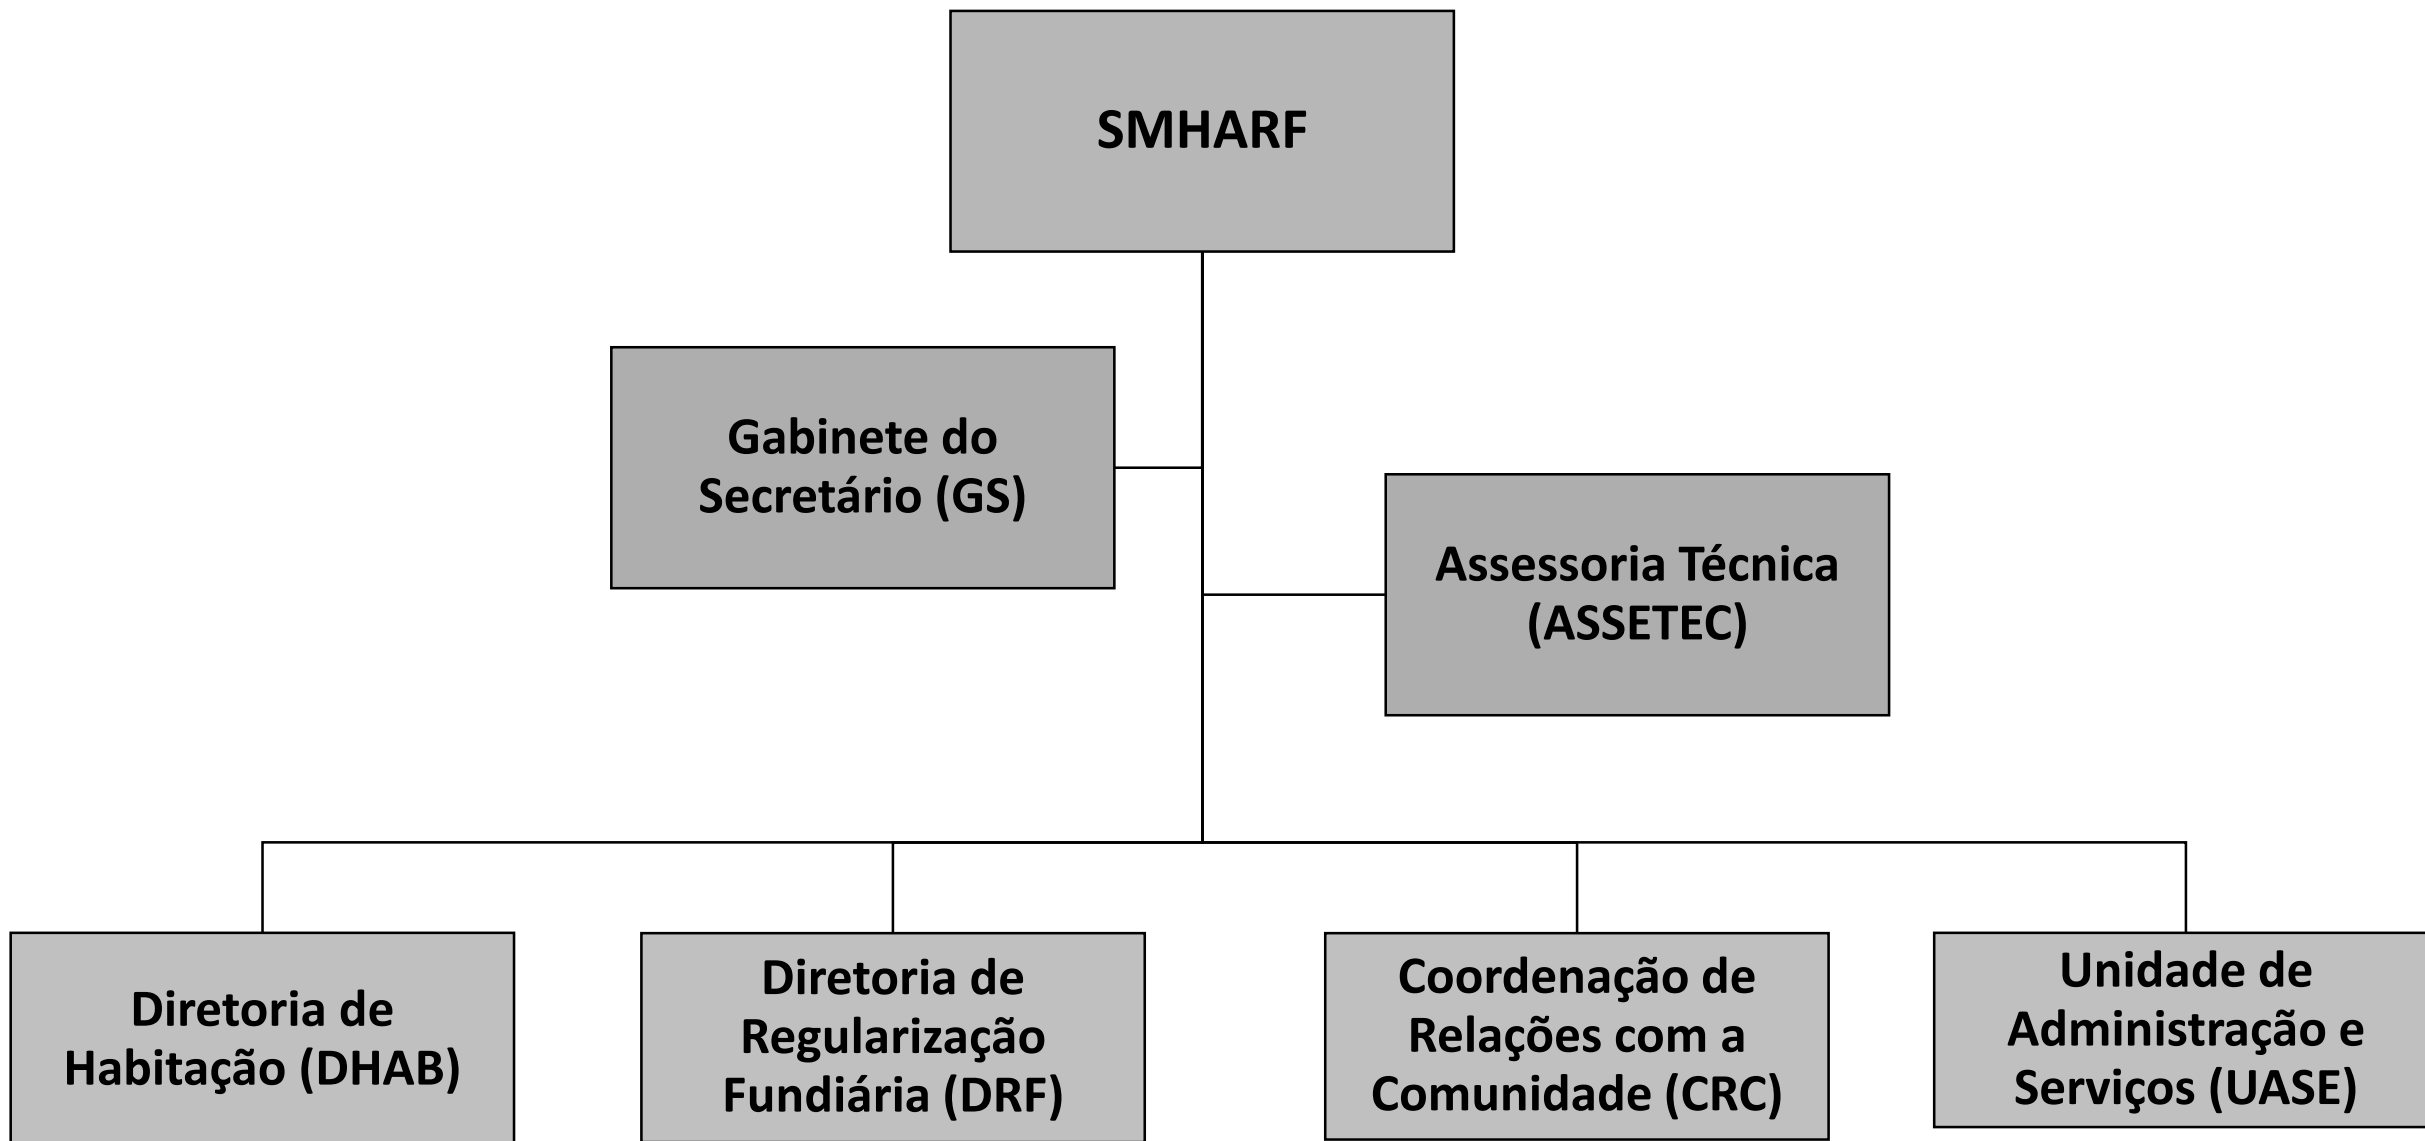 SMHARF
Gabinete do
Secretário (GS)
Assessoria Técnica
(ASSETEC)
Diretoria de
Habitação (DHAB)
Diretoria de
Regularização
Fundiária (DRF)
Coordenação de
Relações com a
Comunidade (CRC)
Unidade de
Administração e
Serviços (UASE)